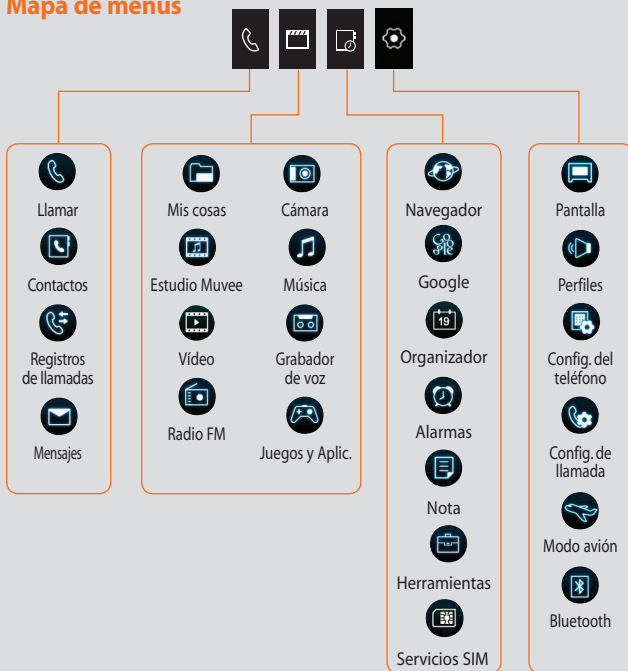 Mapa de menús
Llamar
Contactos
Registros
de llamadas
Mensajes
Mis cosas
Cámara
Estudio Muvee
Música
Vídeo
Grabador
de voz
Radio FM
Juegos y Aplic.
Navegador
Google
Organizador
19
Alarmas
Nota
Herramientas
Servicios SIM
Pantalla
Perfiles
Config. del
teléfono
Config. de
llamada
Modo avión
Bluetooth